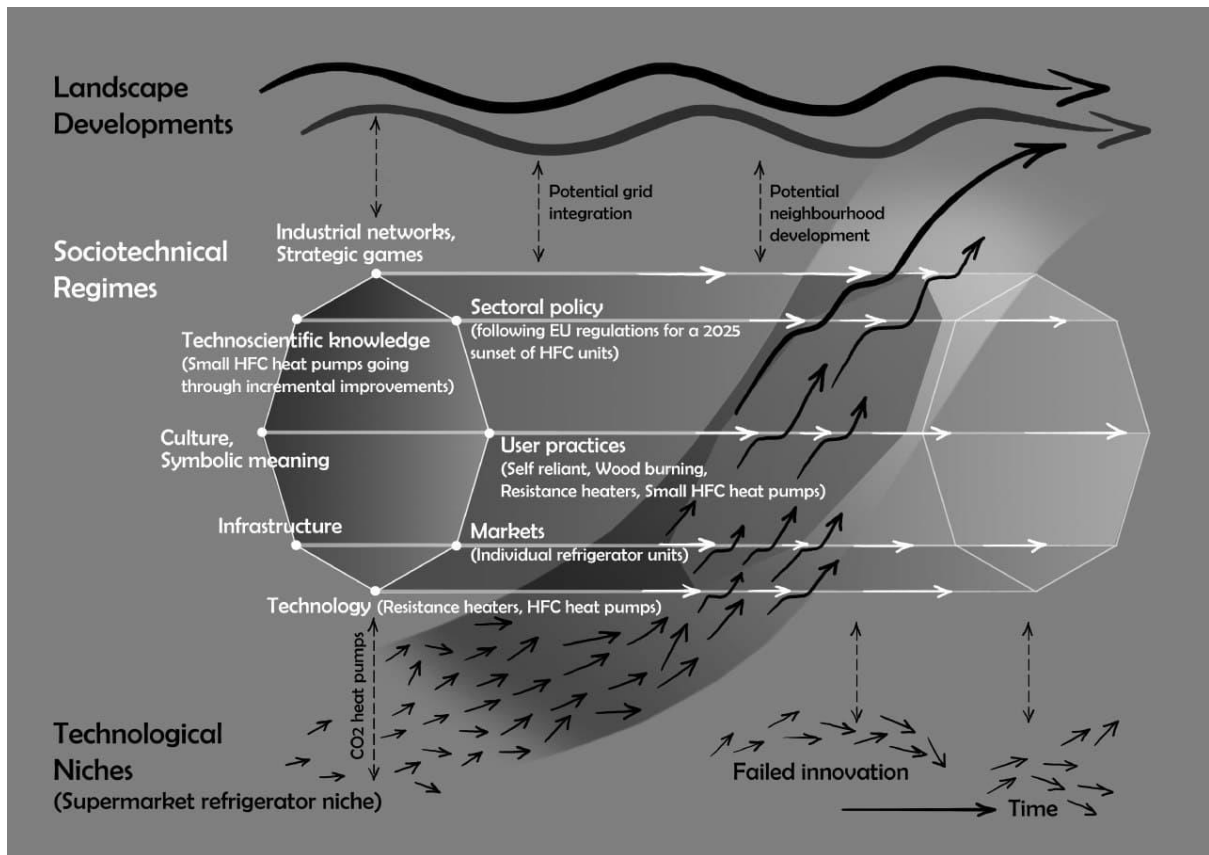 Landscape
Developments
Potential grid
integration
Potential
neighbourhood
development
Sociotechnical
Regimes
Industrial networks,
Strategic games
Sectoral policy
(following EU regulations for a 2025
sunset of HFC units)
Technoscientific knowledge
(Small HFC heat pumps going
through incremental improvements)
Culture,
Symbolic meaning
User practices
(Self reliant, Wood burning,
Resistance heaters, Small HFC heat pumps)
Infrastructure
Markets
(Individual refrigerator units)
Technology (Resistance heaters, HFC heat pumps)
CO2 heat pumps
Technological
Niches
(Supermarket refrigerator niche)
Failed innovation
Time